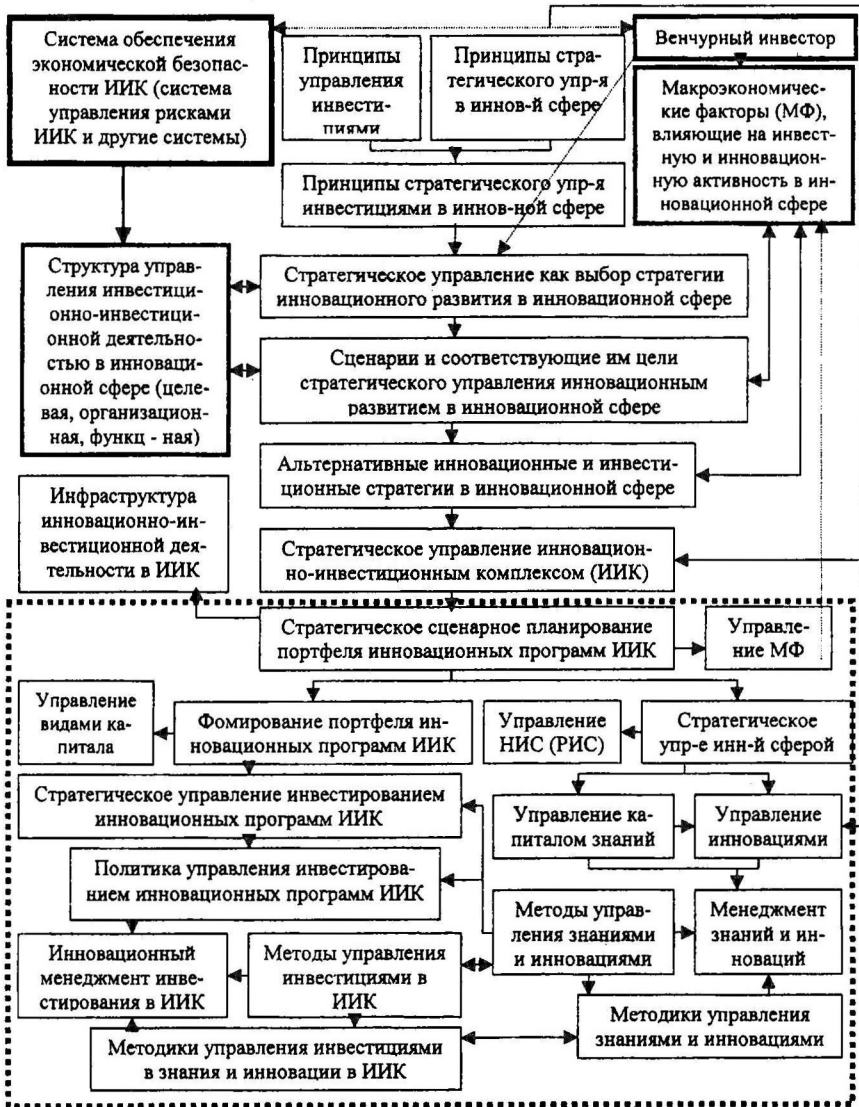 Система обеспечения
экономической безопас-
ности ИИК (система
управления рисками
ИИК и другие системы)
Принципы
управления
инвести-
пиями
Принципы стра-
тегического упр-я
в иннов-й сфере
Венчурный инвестор
Макроэкономичес-
кие факторы (МФ),
влияющие на инвест-
ную и инновацион-
ную активность в ин-
новационной сфере
Принципы стратегического упр-я
инвестициями в иннов-ной сфере
Структура управ-
ления инвестици-
онно-инвестици-
онной деятельно-
стью в инноваци-
онной сфере (целе-
вая, организацион-
ная, функц - ная)
Стратегическое управление как выбор стратегии
инновационного развития в инновационной сфере
Сценарии и соответствующие им цели
стратегического управления инновационным
развитием в инновационной сфере
Альтернативные инновационные и инвести-
ционные стратегии в инновационной сфере
Инфраструктура
инновационно-ин-
вестиционной дея-
тельности в ИИК
Стратегическое управление инновацион-
но-инвестиционным комплексом (ИИК)
Стратегическое сценарное планирование
портфеля инновационных программ ИИК
Управле-
ние МФ
Управление
видами ка-
питала
Фомирование портфеля ин-
новационных программ ИИК
Управление
НИС (РИС)
Стратегическое
упр-е инн-й сферой
Стратегическое управление инвестированием
инновационных программ ИИК
Управление ка-
питалом знаний
Управление
инновациями
Политика управления инвестирова-
нием инновационных программ ИИК
Методы управ-
ления знаниями
и инновациями
Менеджмент
знаний и ин-
новаций
Инновационный
менеджмент инве-
стирования в ИИК
Методы управления
инвестициями в
ИИК
Методики управления
знаниями и инновациями
Методики управления инвестициями
в знания и инновации в ИИК